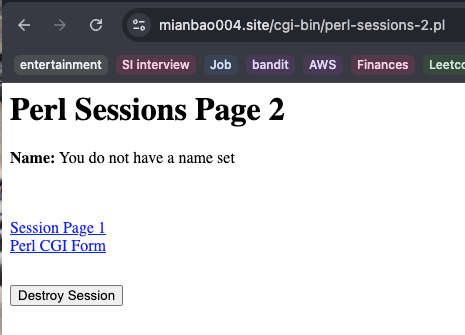 mianbao004.site/cgi-bin/perl-sessions-2.pl
entertainment SI interview Job bandit AWS Finances Leetco
Perl Sessions Page 2
Name: You do not have a name set
Session Page 1
Perl CGI Form
Destroy Session